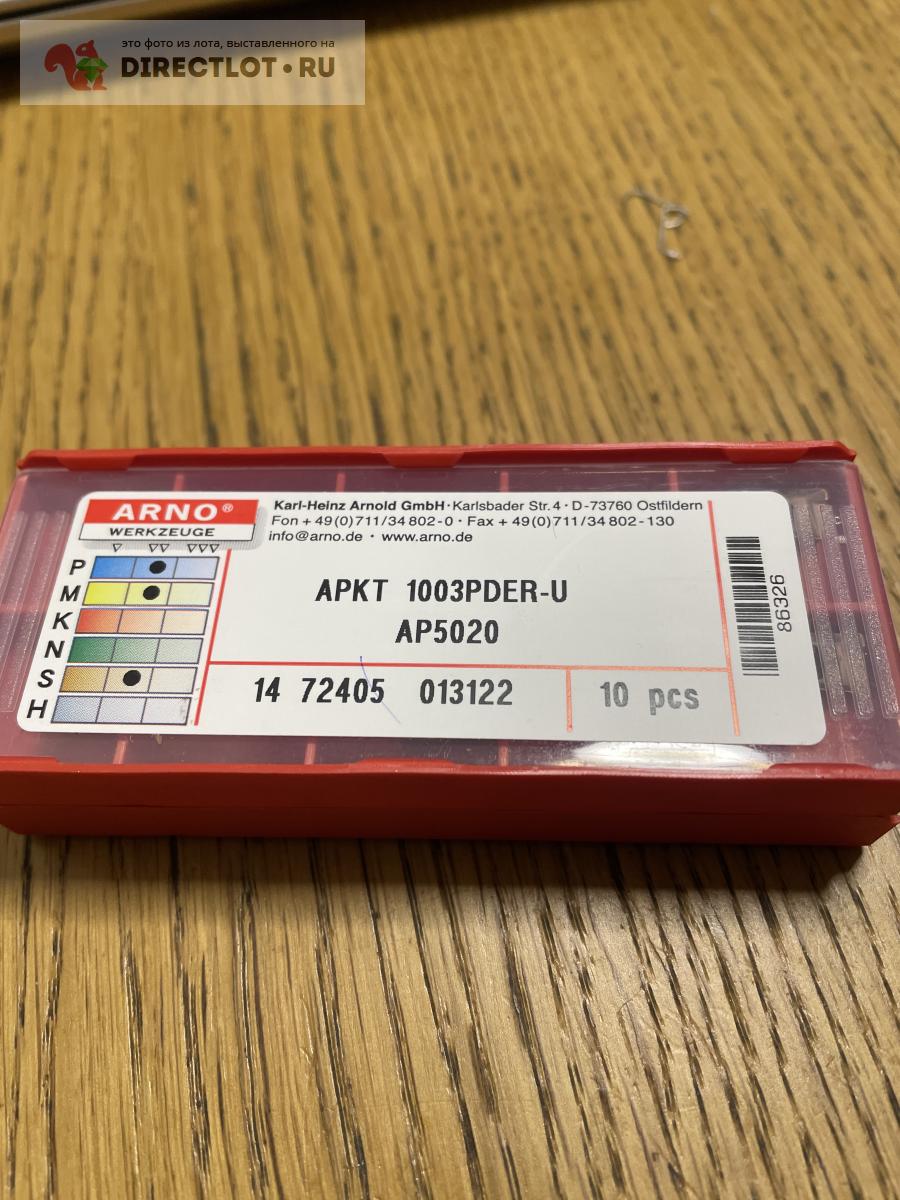 это фото из лота, выставленного на
DIRECTLOT•RU
ARNO®
WERKZEUGE
Karl-Heinz Arnold GmbH · Karlsbader Str. 4 · D-73760 Ostfildern
Fon + 49 (0) 711/34 802-0 · Fax + 49 (0) 711/34 802-130
info@arno.de · www.arno.de
P
M
K
N
S
H
APKT 1003PDER-U
AP5020
14 72405 013122
10 pcs
86326